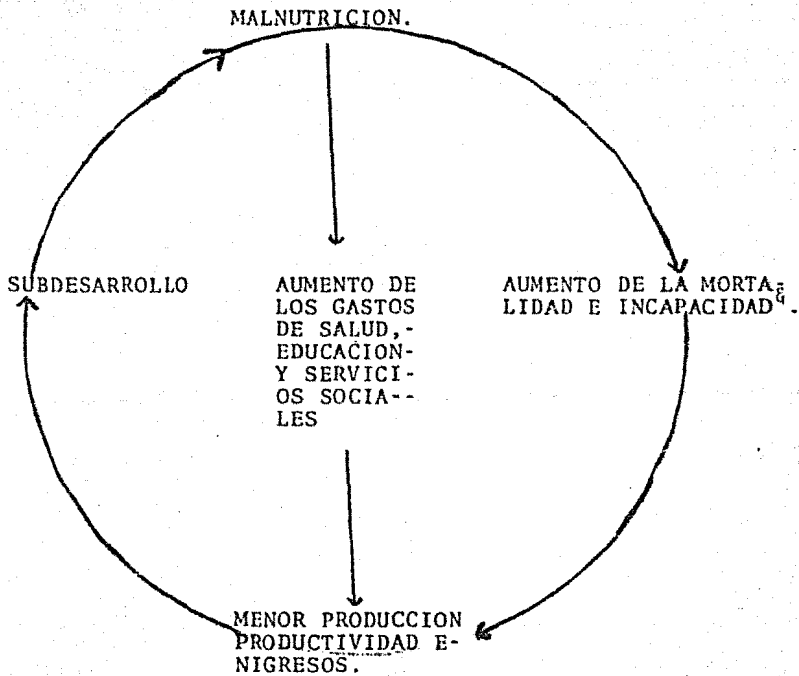 MALNUTRICION.
SUBDESARROLLO
AUMENTO DE
LOS GASTOS
DE SALUD,-
EDUCACION-
Y SERVICI-
OS SOCIA--
LES
AUMENTO DE LA MORTA-
LIDAD E INCAPACIDAD.
MENOR PRODUCCION
PRODUCTIVIDAD E-
NIGRESOS.